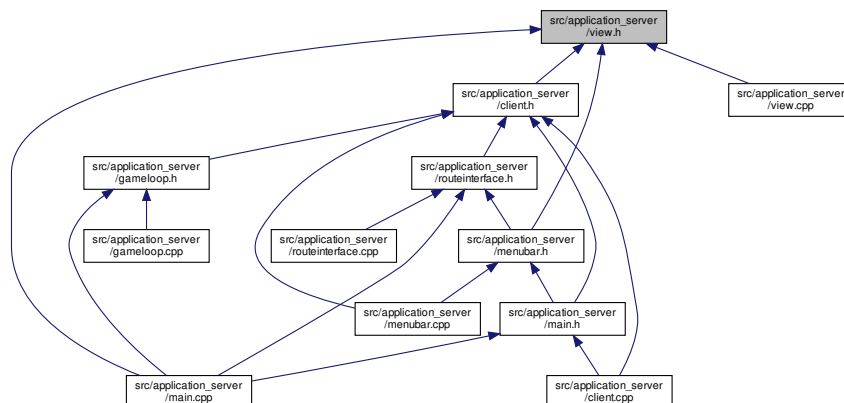 src/application_server
/view.h
src/application_server
/client.h
src/application_server
/view.cpp
src/application_server
/gameloop.h
src/application_server
/routeinterface.h
src/application_server
/gameloop.cpp
src/application_server
/routeinterface.cpp
src/application_server
/menubar.h
src/application_server
/menubar.cpp
src/application_server
/main.h
src/application_server
/main.cpp
src/application_server
/client.cpp